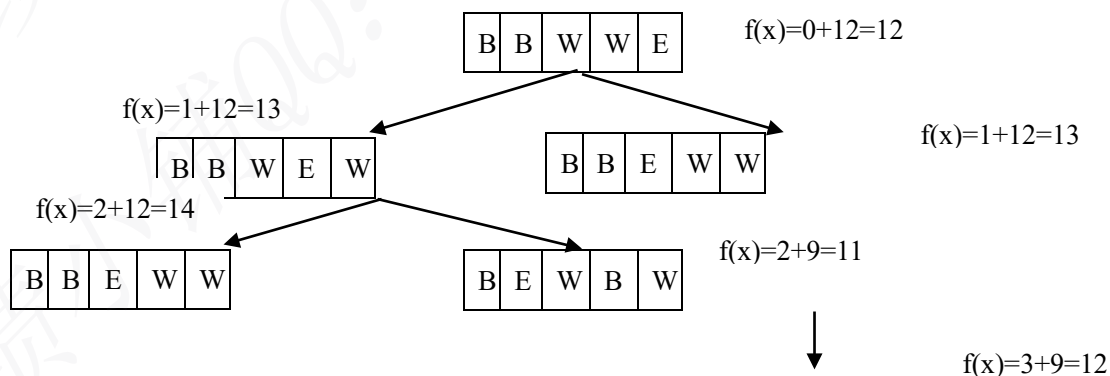 B B W W E
f(x)=0+12=12
f(x)=1+12=13
B B W E W
B B E W W
f(x)=1+12=13
f(x)=2+12=14
B B E W W
B E W B W
f(x)=2+9=11
f(x)=3+9=12